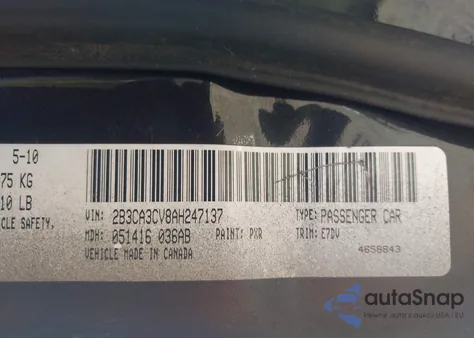 5-10
75 KG
10 LB
VEHICLE SAFETY,
VIN: 2B3CA3CV8AH247137 TYPE: PASSENGER CAR
MDH: 051416 036AB PAINT: PXR TRIM: E7DV
VEHICLE MADE IN CANADA 4658843
autoSnap